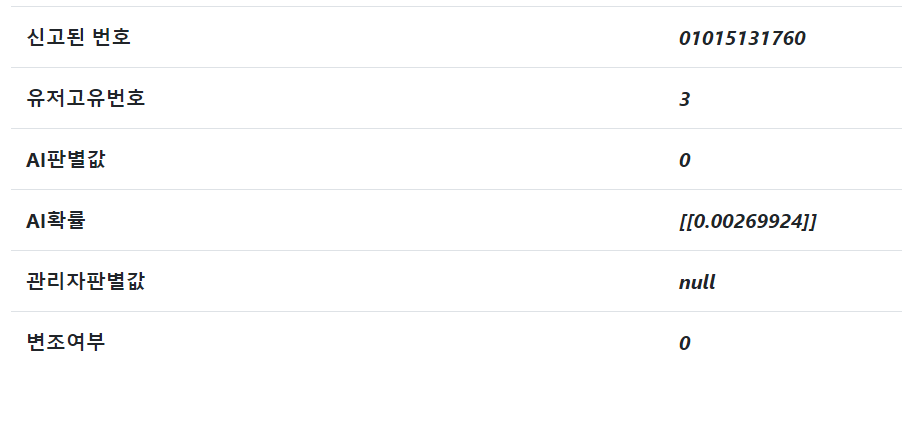 신고된 번호 01015131760
유저고유번호 3
AI판별값 0
AI확률 [[0.00269924]]
관리자판별값 null
변조여부 0